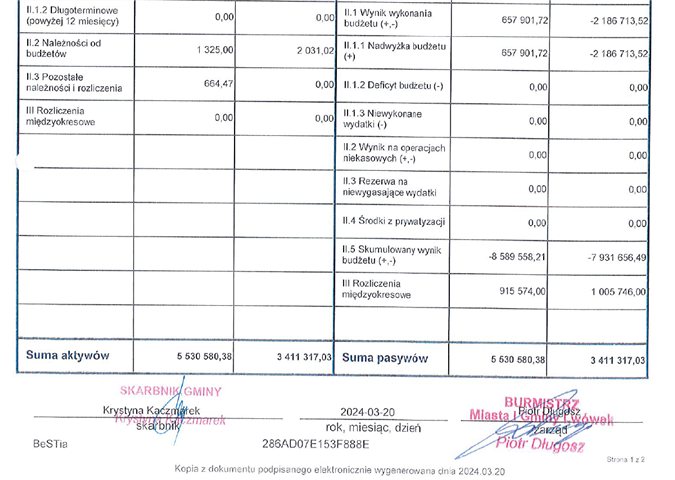 II.1.2 Długoterminowe (powyżej 12 miesięcy) 0,00 0,00 II.1 Wynik wykonania budżetu (+,-) 657 901,72 -2 186 713,52
II.2 Należności od budżetów 1 325,00 2 031,02 II.1.1 Nadwyżka budżetu (+) 657 901,72 -2 186 713,52
II.3 Pozostałe należności i rozliczenia 664,47 0,00 II.1.2 Deficyt budżetu (-) 0,00 0,00
III Rozliczenia międzyokresowe 0,00 0,00 II.1.3 Niewykonane wydatki (-) 0,00 0,00
II.2 Wynik na operacjach niekasowych (+,-) 0,00 0,00
II.3 Rezerwa na niewygasające wydatki 0,00 0,00
II.4 Środki z prywatyzacji 0,00 0,00
II.5 Skumulowany wynik budżetu (+,-) -8 589 558,21 -7 931 656,49
III Rozliczenia międzyokresowe 915 574,00 1 005 746,00
Suma aktywów 5 530 580,38 3 411 317,03 Suma pasywów 5 530 580,38 3 411 317,03
SKARBNIK GMINY
BURMISTRZ
Krystyna Kaczmarek 2024-03-20 Piotr Długosz
Krystyna Kaczmarek Miasta i Gminy Lwówek
skarbnik rok, miesiąc, dzień zarząd
BeSTia 286AD07E153F888E Piotr Długosz
Strona 1 z 2
Kopia z dokumentu podpisanego elektronicznie wygenerowana dnia 2024.03.20